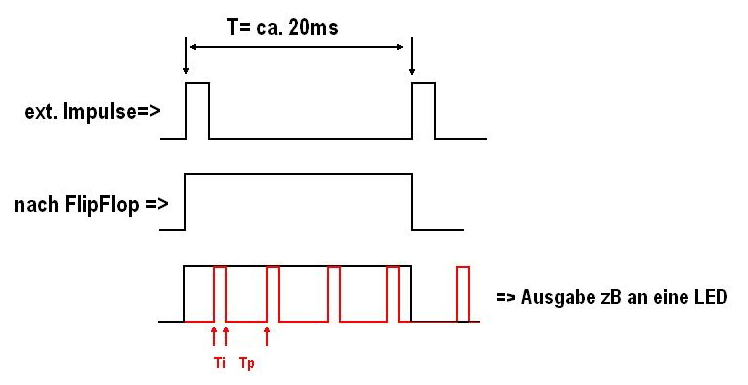 T= ca. 20ms
ext. Impulse=>
nach FlipFlop =>
=> Ausgabe zB an eine LED
Ti Tp